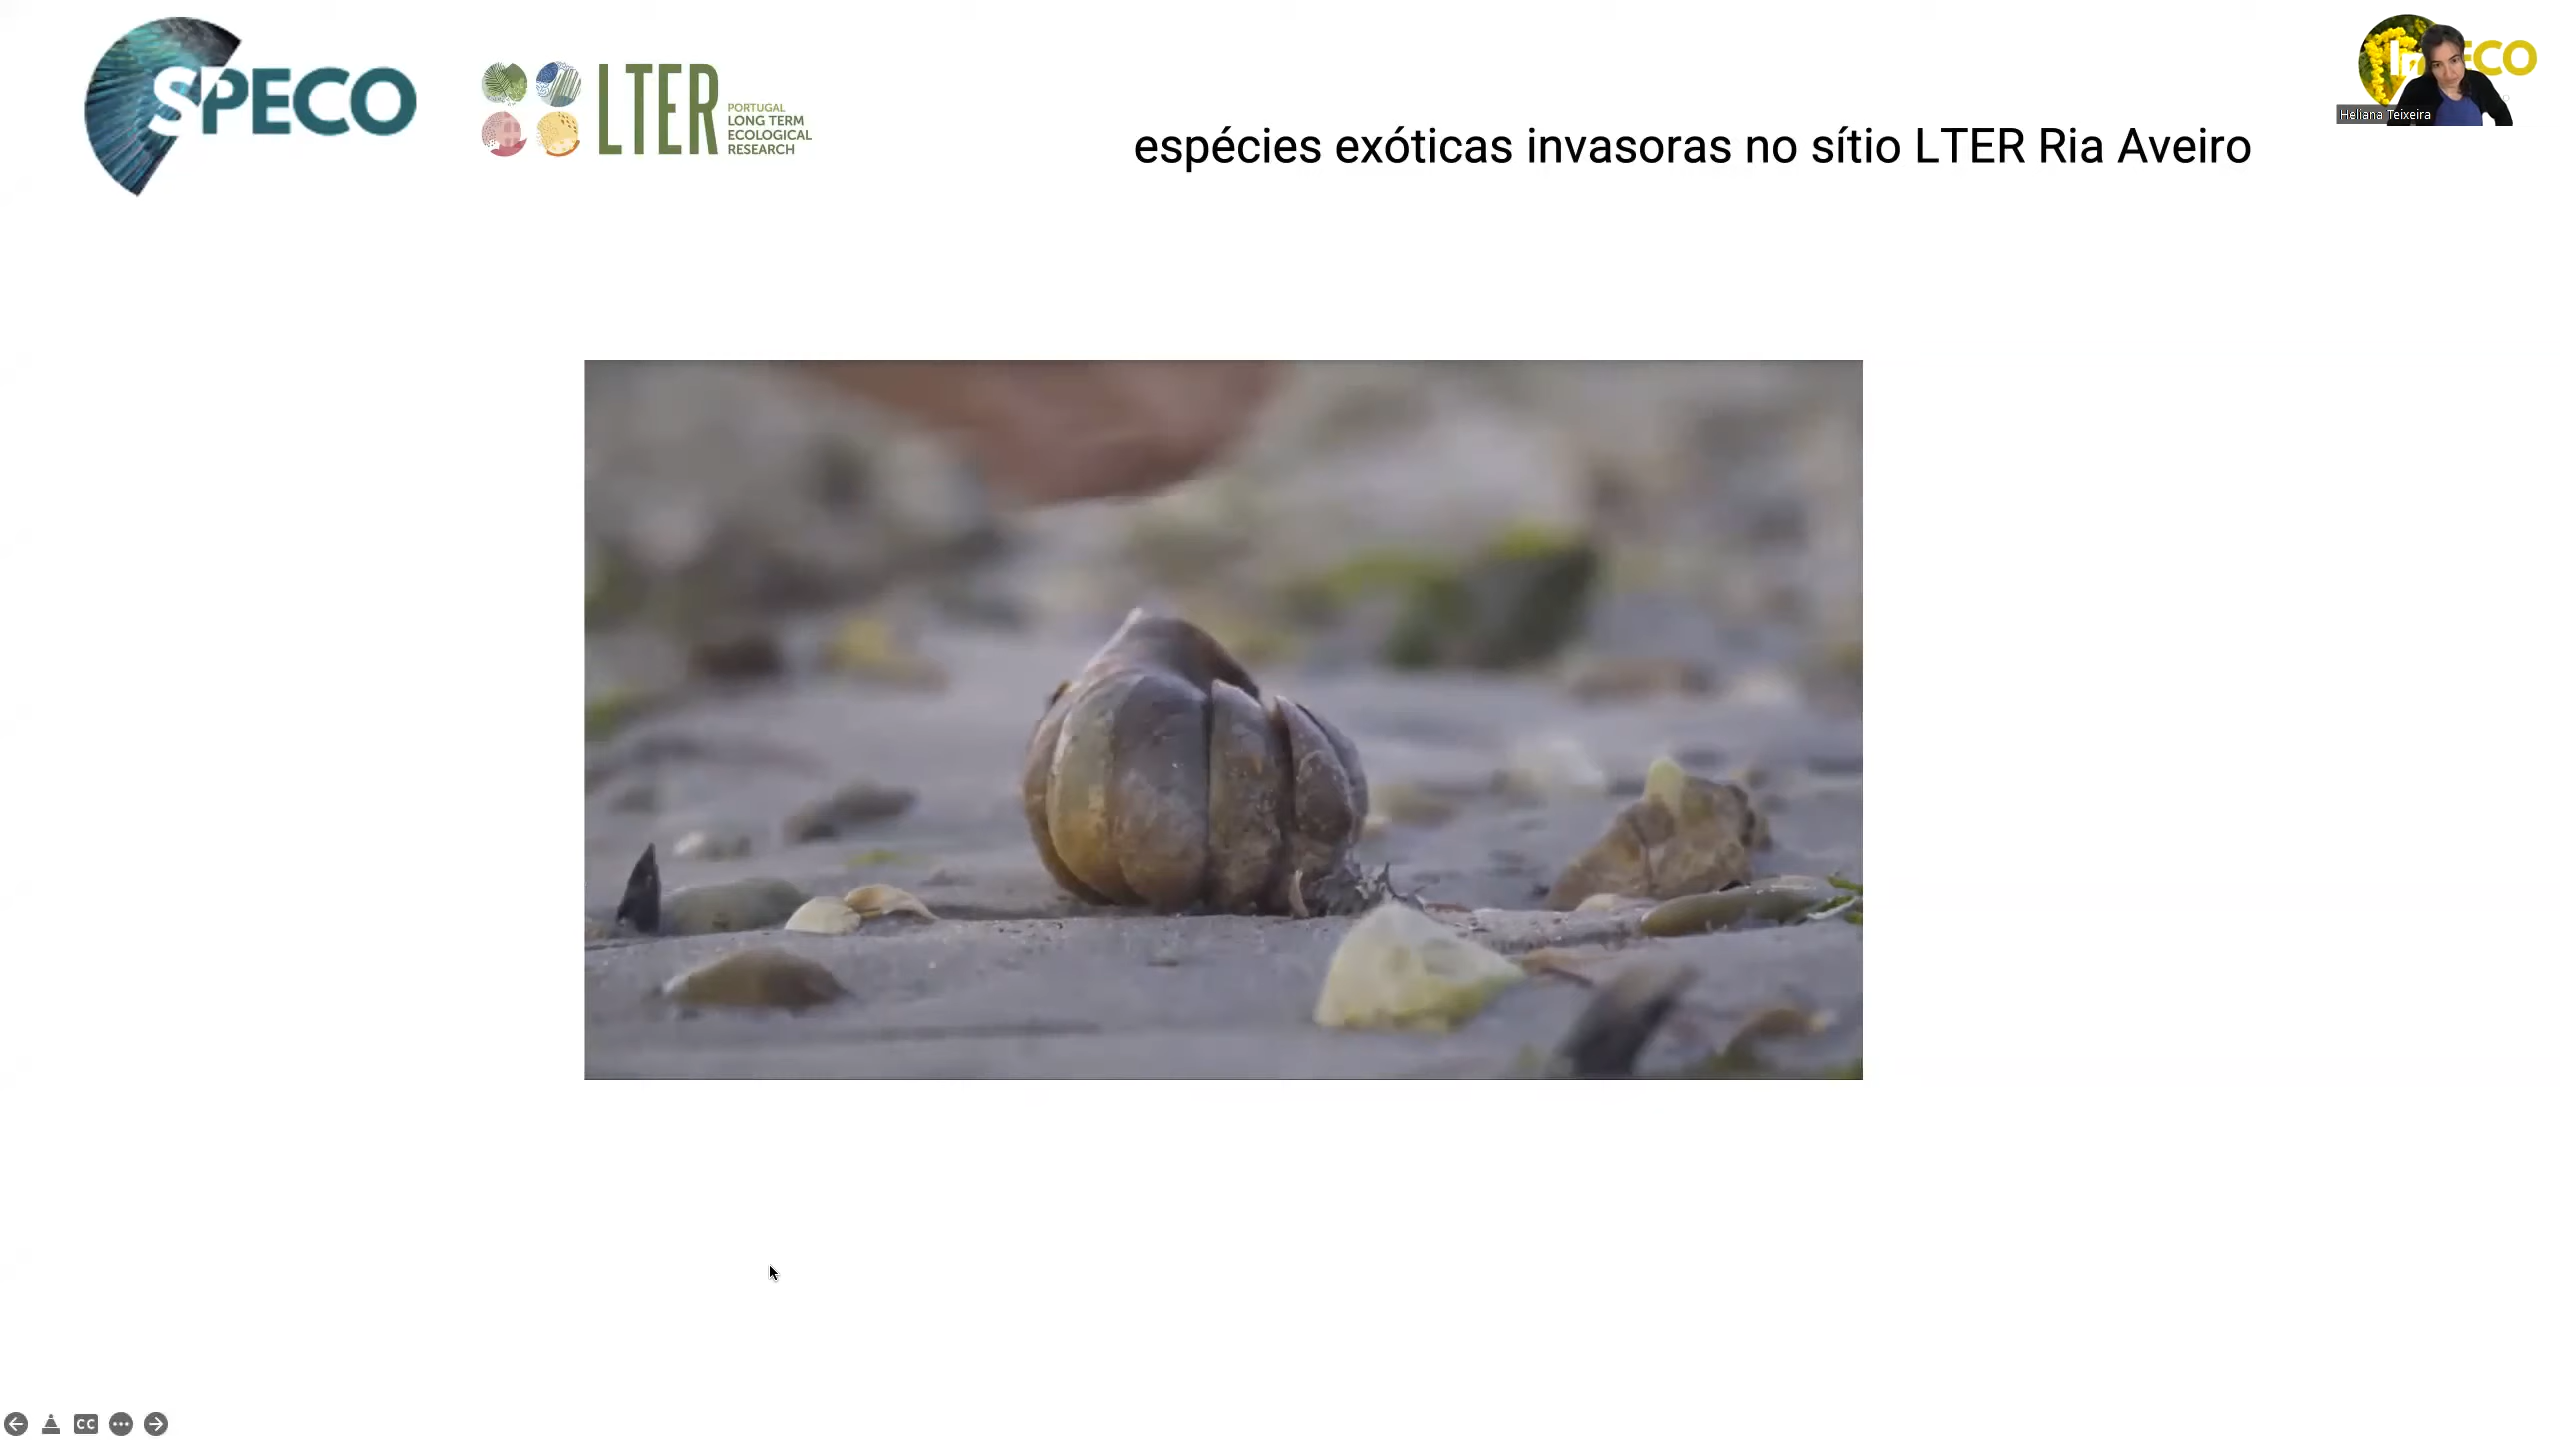 SPECO
LTER
PORTUGAL
LONG TERM
ECOLOGICAL
RESEARCH
espécies exóticas invasoras no sítio LTER Ria Aveiro
Heliana Teixeira
CC